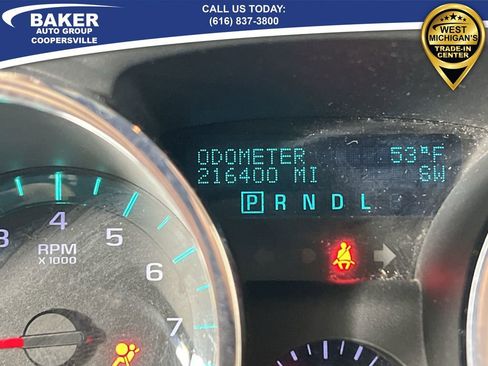 BAKER
AUTO GROUP
COOPERSVILLE
CALL US TODAY:
(616) 837-3800
WEST
MICHIGAN'S
TRADE-IN
CENTER
ODOMETER 53°F
216400 MI SW
P R N D L
3 4 5 6 7
RPM
X 1000